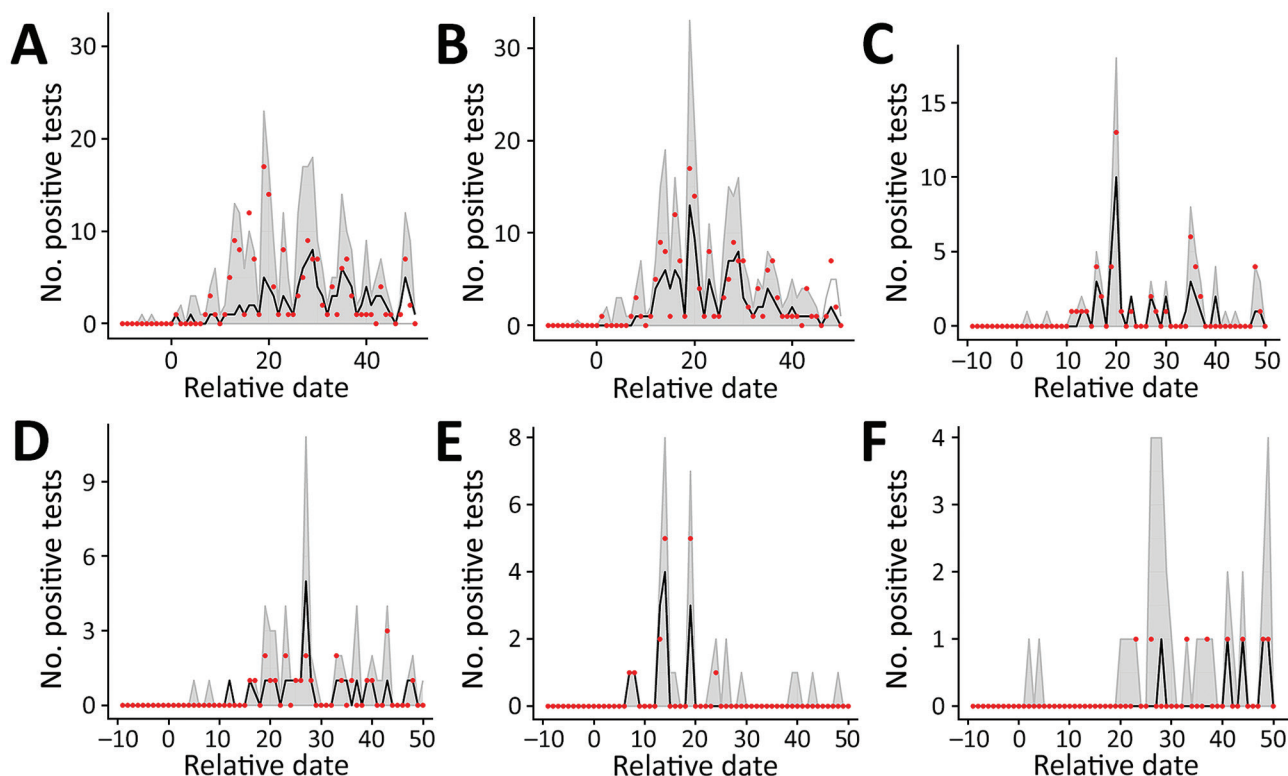 A
No. positive tests
30
20
10
0
0 20 40
Relative date
B
No. positive tests
30
20
10
0
0 20 40
Relative date
C
No. positive tests
15
10
5
0
–10 0 10 20 30 40 50
Relative date
D
No. positive tests
9
6
3
0
–10 0 10 20 30 40 50
Relative date
E
No. positive tests
8
6
4
2
0
–10 0 10 20 30 40 50
Relative date
F
No. positive tests
4
3
2
1
0
–10 0 10 20 30 40 50
Relative date